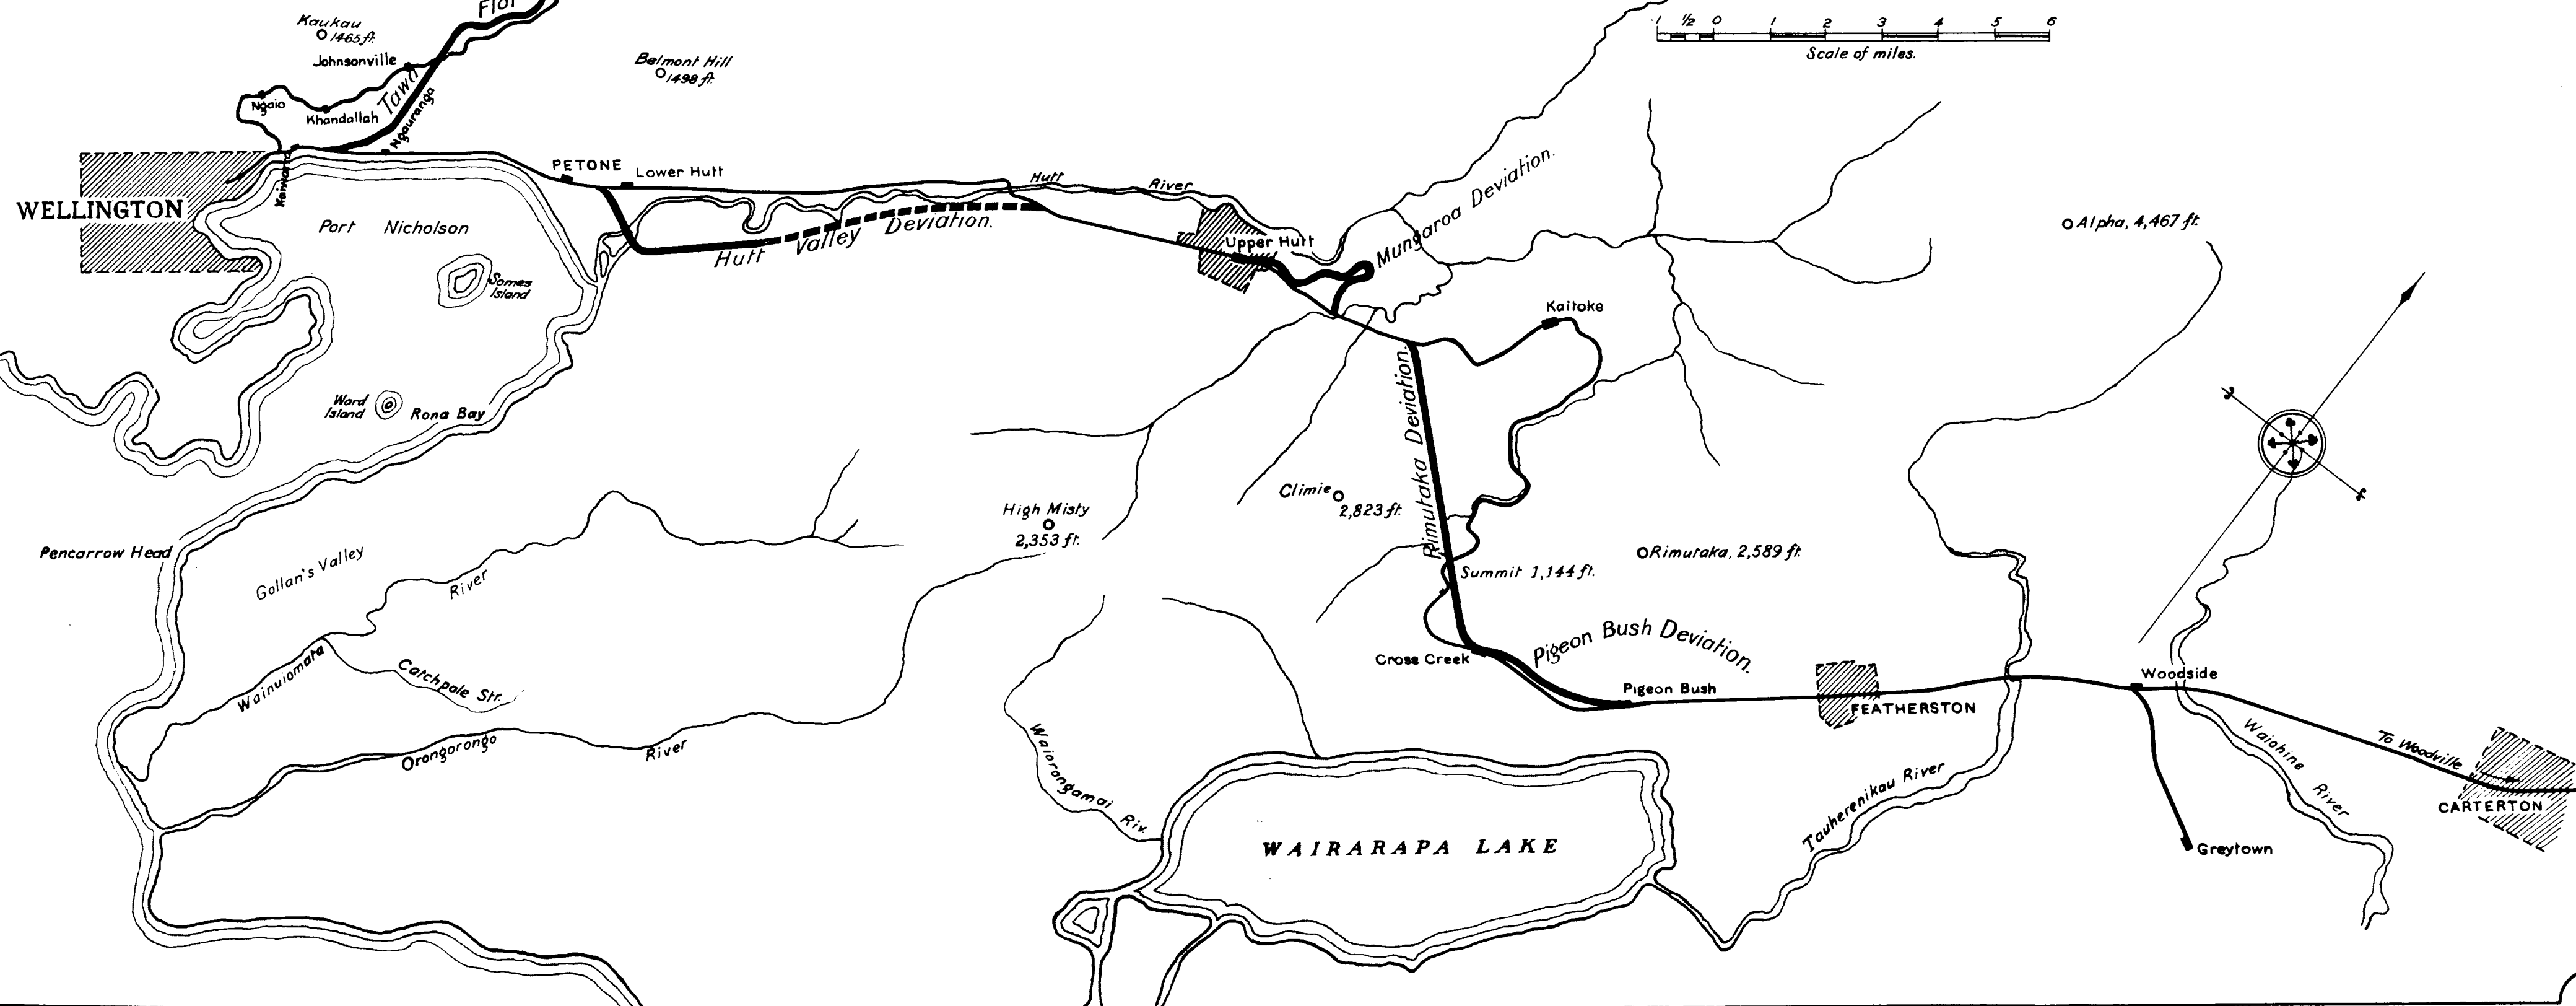 Flat
Kaukau
1465 ft.
Johnsonville
Tawa
Ngaio
Khandallah
Ngauranga
Belmont Hill
1498 ft.
1 ½ 0 1 2 3 4 5 6
Scale of miles.
PETONE
Lower Hutt
Hutt River
WELLINGTON
Port Nicholson
Somes
Island
Hutt Valley Deviation.
Upper Hutt
Mungaroa Deviation.
Alpha, 4,467 ft.
Kaitoke
Ward
Island
Rona Bay
Rimutaka Deviation.
Climie
2,823 ft.
High Misty
2,353 ft.
Pencarrow Head
Gollan's Valley
Rimutaka, 2,589 ft.
Summit 1,144 ft.
Wainuiomata River
Catchpole Str.
Cross Creek
Pigeon Bush Deviation.
Pigeon Bush
FEATHERSTON
Woodside
Orongorongo River
Waiorongamai Riv.
Waiohine River
To Woodville
CARTERTON
Tauherenikau River
WAIRARAPA LAKE
Greytown